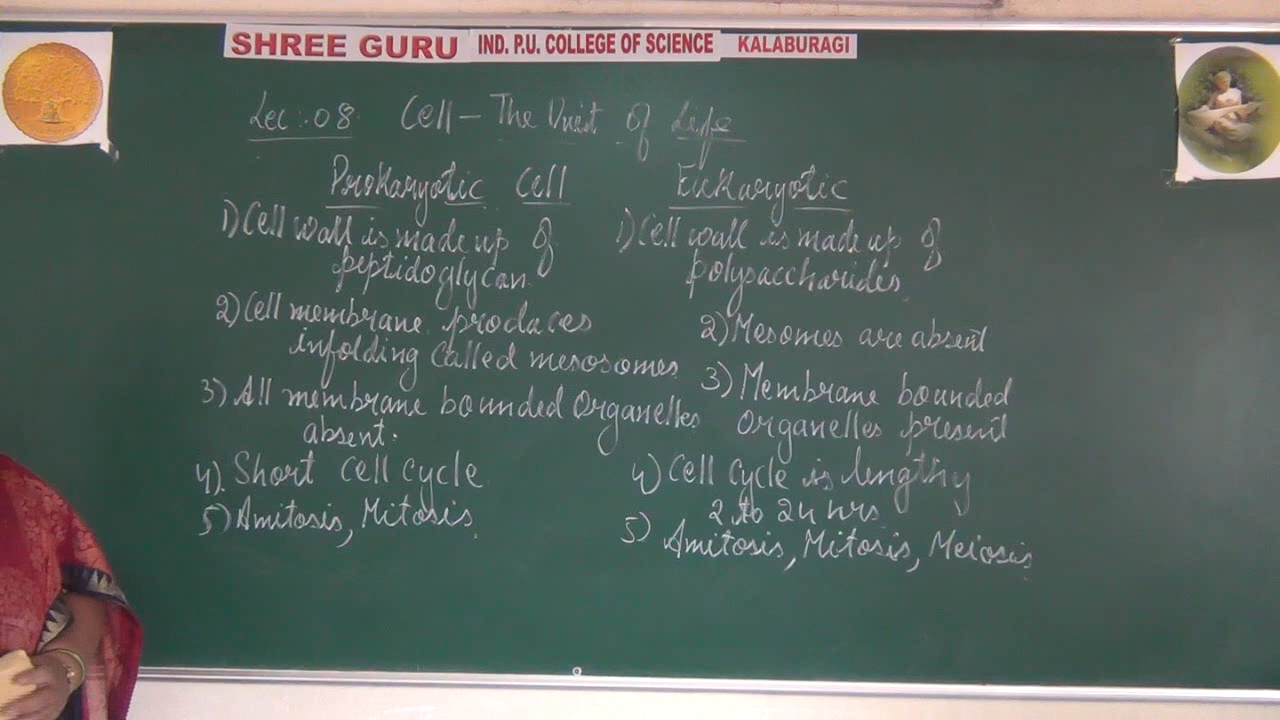 SHREE GURU IND. P.U. COLLEGE OF SCIENCE KALABURAGI
Lec :- 08 Cell - The Unit of Life
Prokaryotic Cell
1) Cell wall is made up of
peptidoglycan
2) Cell membrane produces
infolding called mesosomes
3) All membrane bounded organelles
absent.
4) Short cell cycle
5) Amitosis, Mitosis
Eukaryotic
1) Cell wall is made up of
polysaccharides
2) Mesomes are absent
3) Membrane bounded
organelles present
4) Cell cycle is lengthy
2 to 24 hrs
5) Amitosis, Mitosis, Meiosis